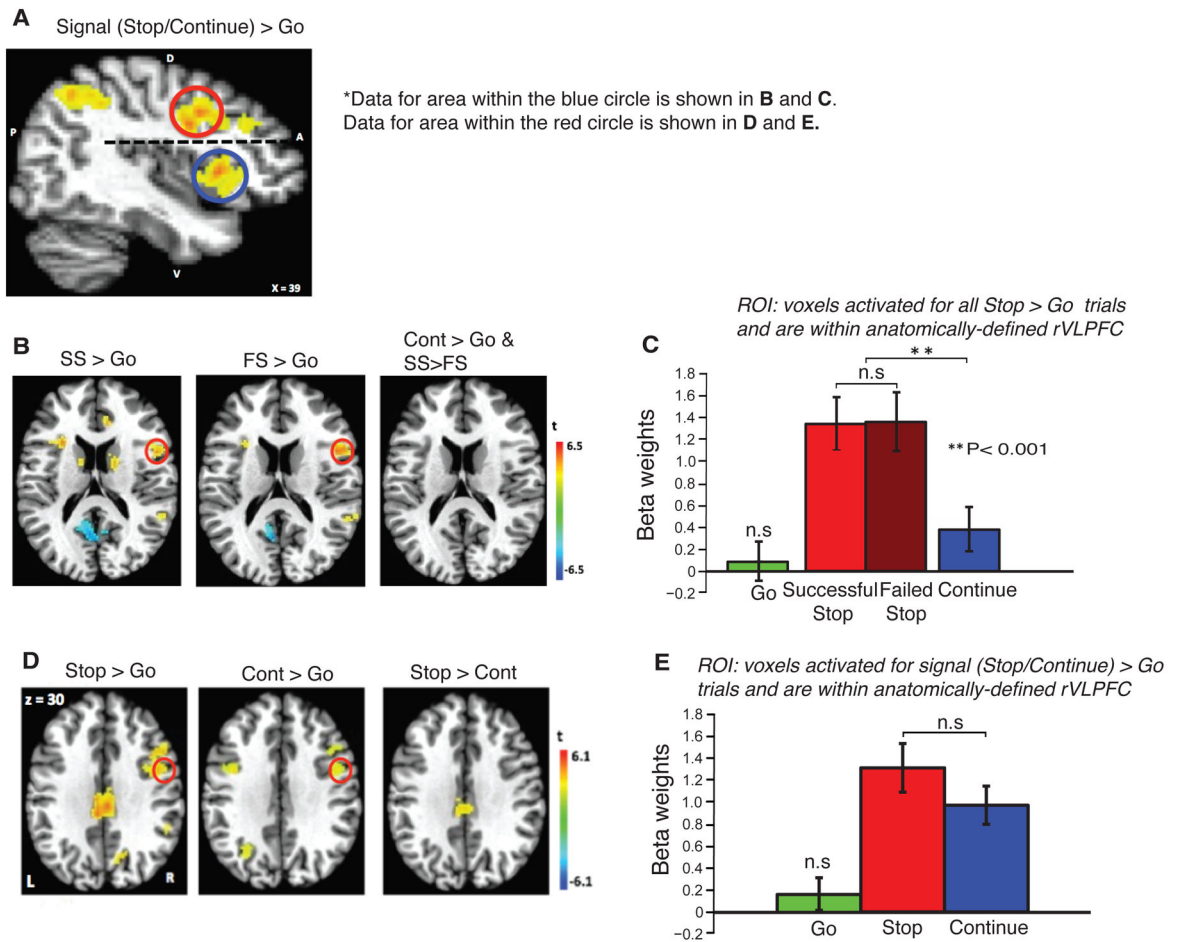 A
Signal (Stop/Continue) > Go
D
P
A
V
X = 39
*Data for area within the blue circle is shown in B and C.
Data for area within the red circle is shown in D and E.
B
SS > Go
FS > Go
Cont > Go &
SS>FS
t
6.5
-6.5
C
ROI: voxels activated for all Stop > Go trials
and are within anatomically-defined rVLPFC
Beta weights
1.8
1.6
1.4
1.2
1.0
0.8
0.6
0.4
0.2
0
−0.2
n.s
n.s
**
**P< 0.001
Go
Successful
Stop
Failed
Stop
Continue
D
Stop > Go
Cont > Go
Stop > Cont
z = 30
L
R
t
6.1
-6.1
E
ROI: voxels activated for signal (Stop/Continue) > Go
trials and are within anatomically-defined rVLPFC
Beta weights
1.8
1.6
1.4
1.2
1.0
0.8
0.6
0.4
0.2
0
−0.2
n.s
n.s
Go
Stop
Continue